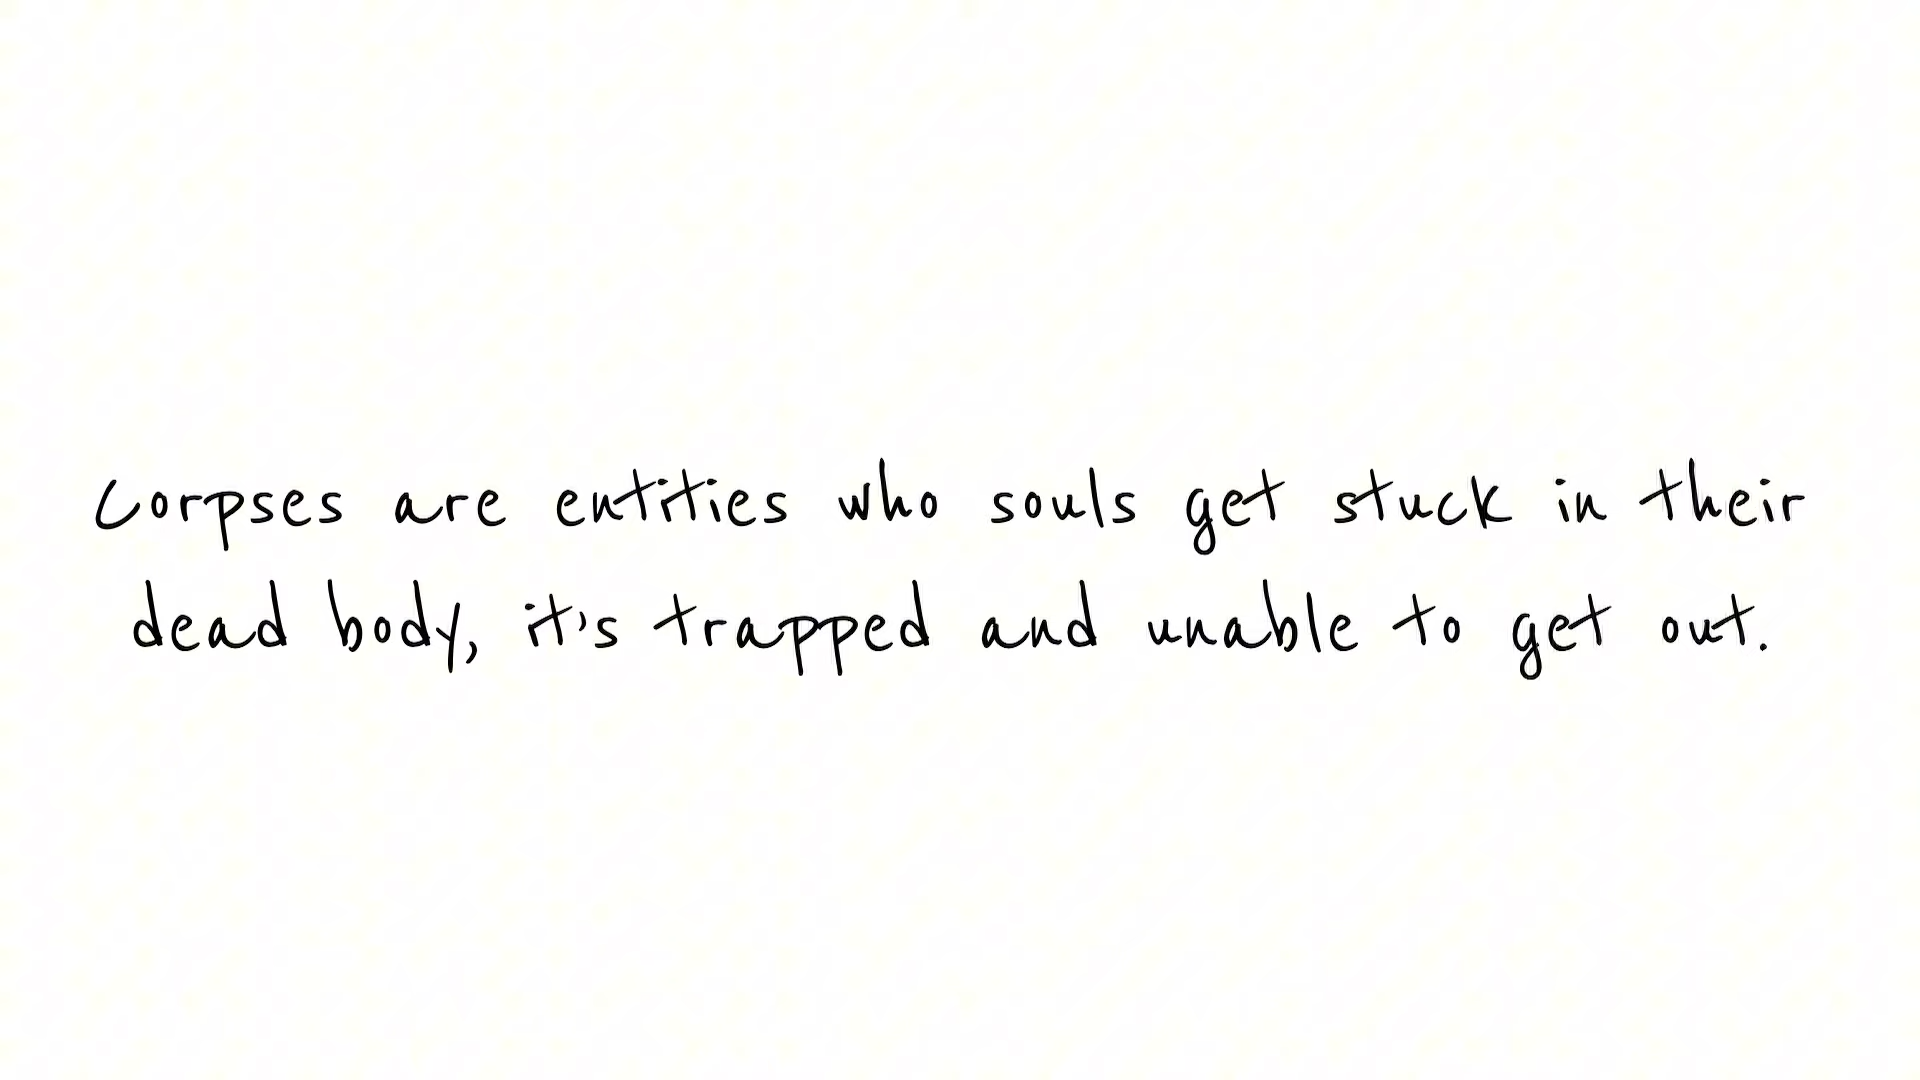 Corpses are entities who souls get stuck in their
dead body, it's trapped and unable to get out.